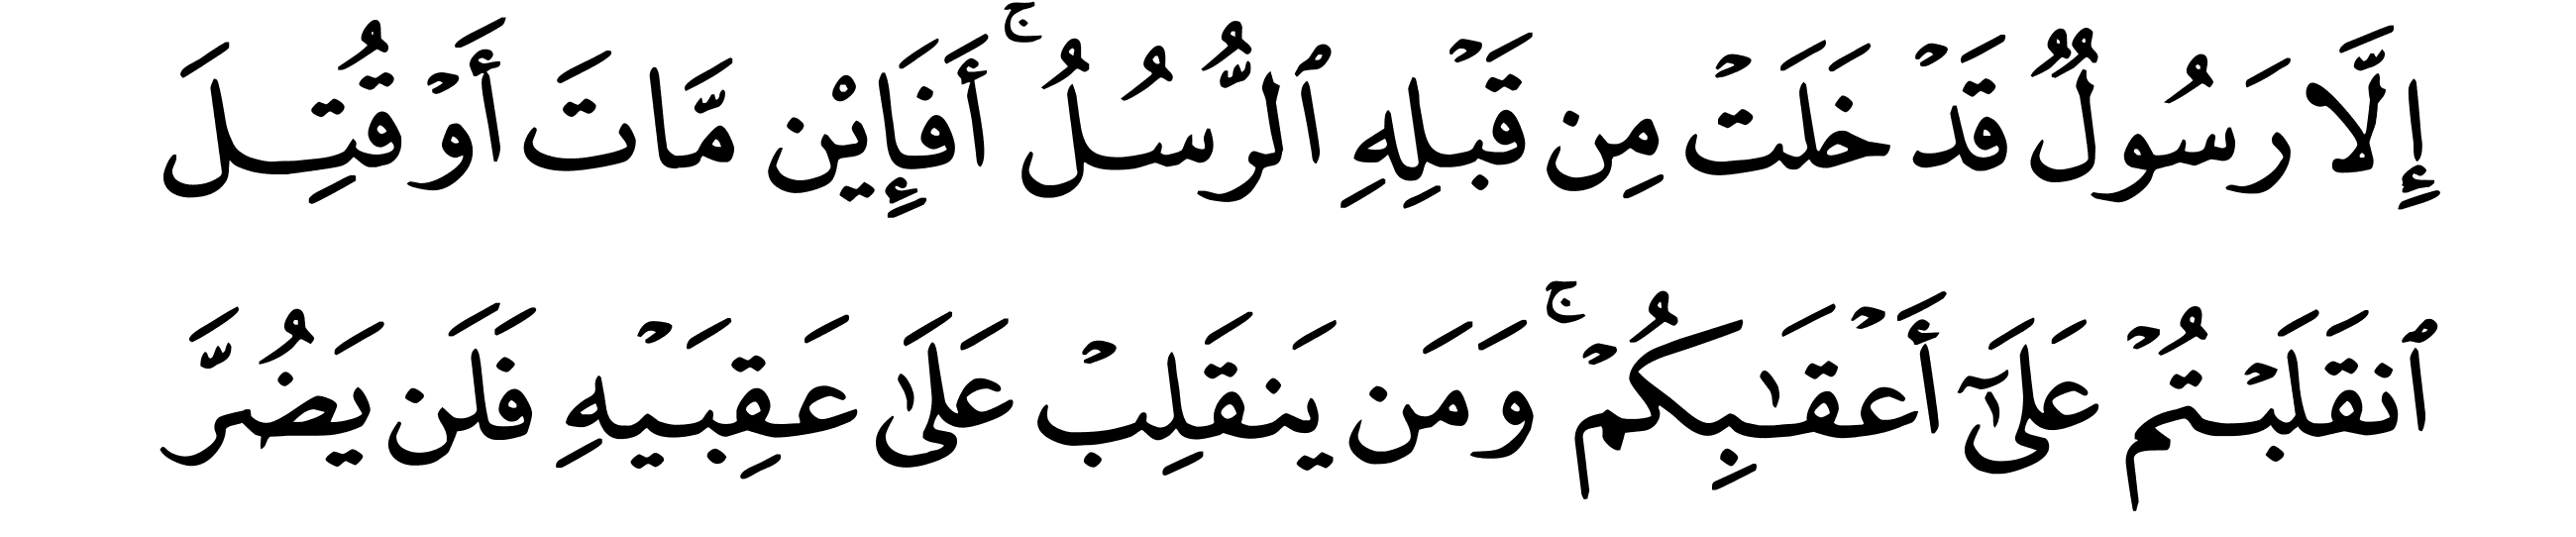 إِلَّا رَسُولٌ قَدۡ خَلَتۡ مِن قَبۡلِهِ ٱلرُّسُلُۚ أَفَإِيْن مَّاتَ أَوۡ قُتِلَ
ٱنقَلَبۡتُمۡ عَلَىٰٓ أَعۡقَٰبِكُمۡۚ وَمَن يَنقَلِبۡ عَلَىٰ عَقِبَيۡهِ فَلَن يَضُرَّ